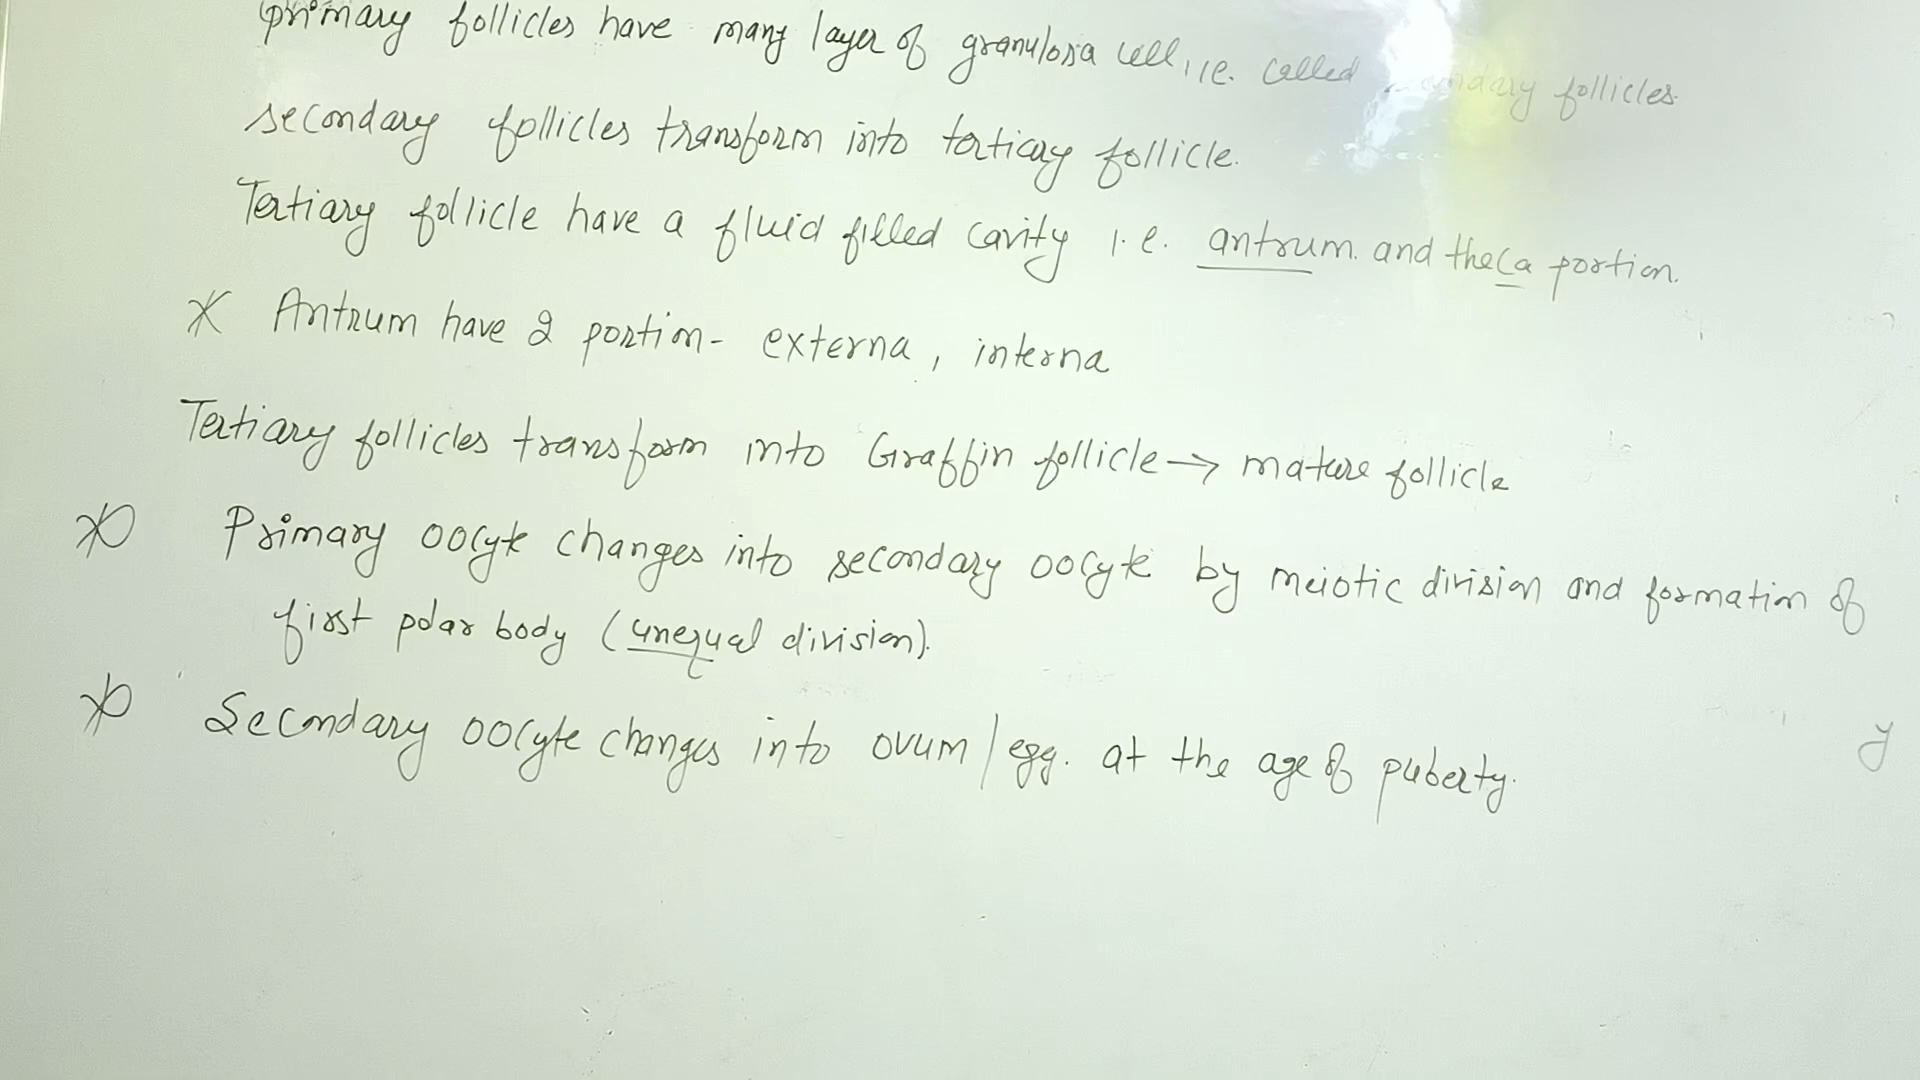 primary follicles have many layer of granulosa cell, i.e. called follicles.
secondary follicles transform into tertiary follicle.
Tertiary follicle have a fluid filled cavity i.e. antrum. and theca portion.
* Antrum have 2 portion - externa, interna
Tertiary follicles transform into Graffin follicle → mature follicle
* Primary oocyte changes into secondary oocyte by meiotic division and formation of
first polar body (unequal division).
* Secondary oocyte changes into ovum / egg. at the age of puberty.
y